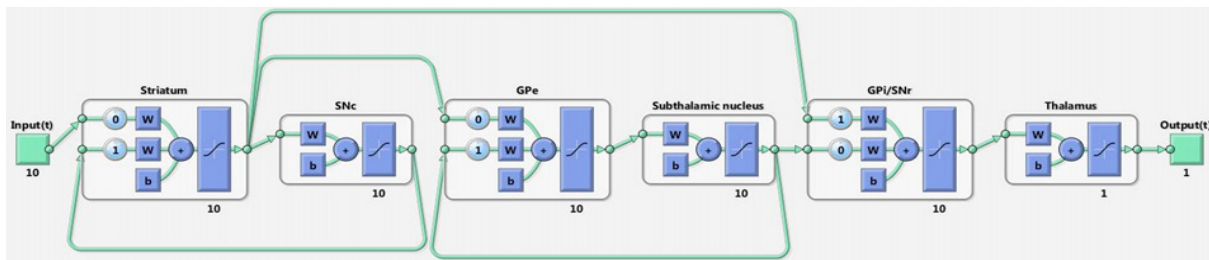 Input(t)
10
Striatum
0 W
1 W
b
+
10
SNc
W
b
+
10
GPe
0 W
1 W
b
+
10
Subthalamic nucleus
W
b
+
10
GPi/SNr
1 W
0 W
b
+
10
Thalamus
W
b
+
1
Output(t)
1